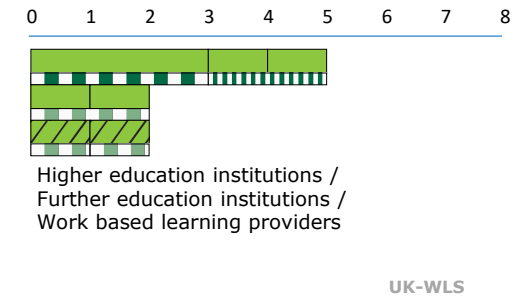 0 1 2 3 4 5 6 7 8
Higher education institutions /
Further education institutions /
Work based learning providers
UK-WLS